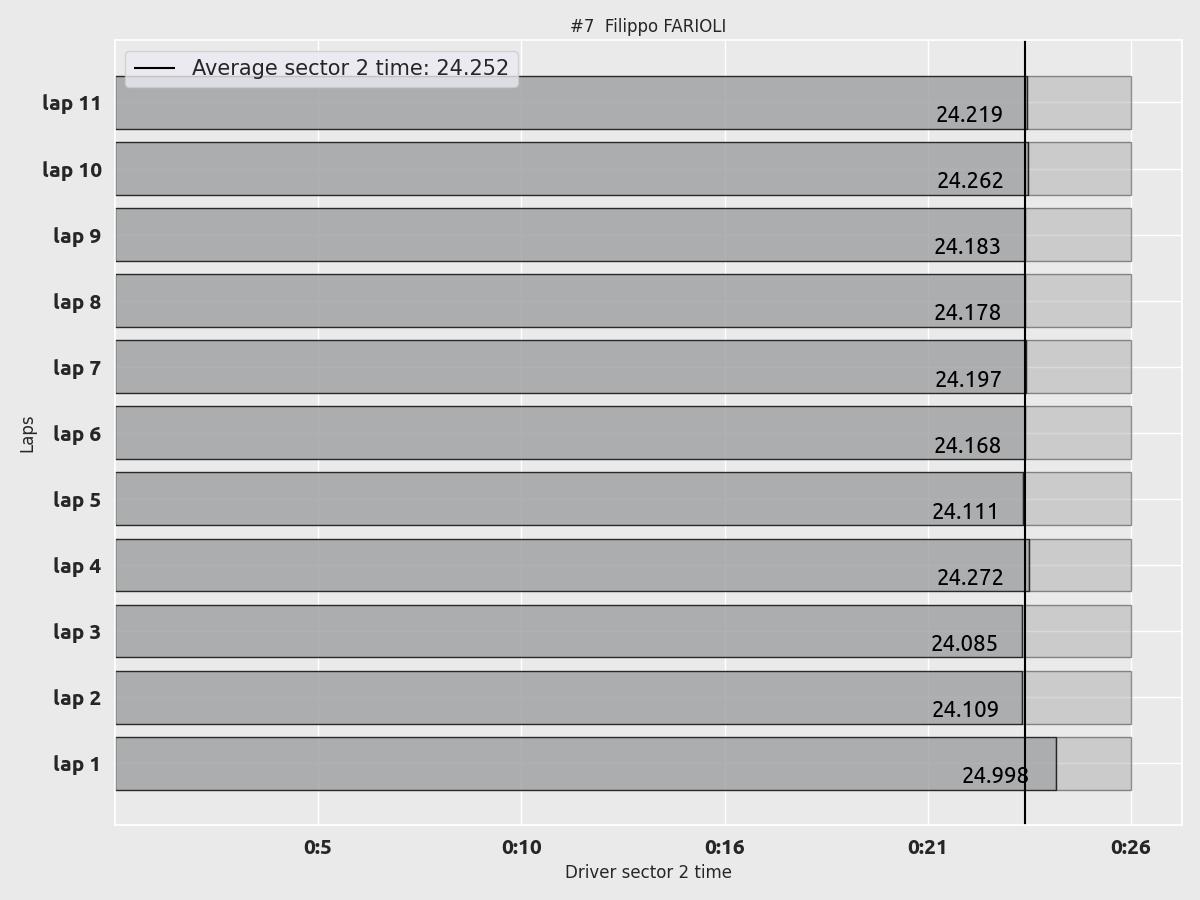 #7 Filippo FARIOLI
Average sector 2 time: 24.252
lap 11 24.219
lap 10 24.262
lap 9 24.183
lap 8 24.178
lap 7 24.197
lap 6 24.168
lap 5 24.111
lap 4 24.272
lap 3 24.085
lap 2 24.109
lap 1 24.998
Laps
0:5 0:10 0:16 0:21 0:26
Driver sector 2 time